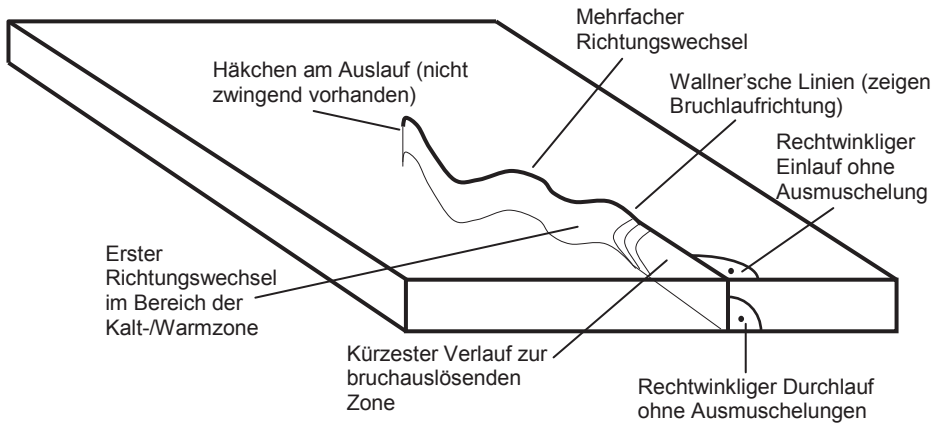 Mehrfacher
Richtungswechsel
Häkchen am Auslauf (nicht
zwingend vorhanden)
Wallner’sche Linien (zeigen
Bruchlaufrichtung)
Rechtwinkliger
Einlauf ohne
Ausmuschelung
Erster
Richtungswechsel
im Bereich der
Kalt-/Warmzone
Kürzester Verlauf zur
bruchauslösenden
Zone
Rechtwinkliger Durchlauf
ohne Ausmuschelungen